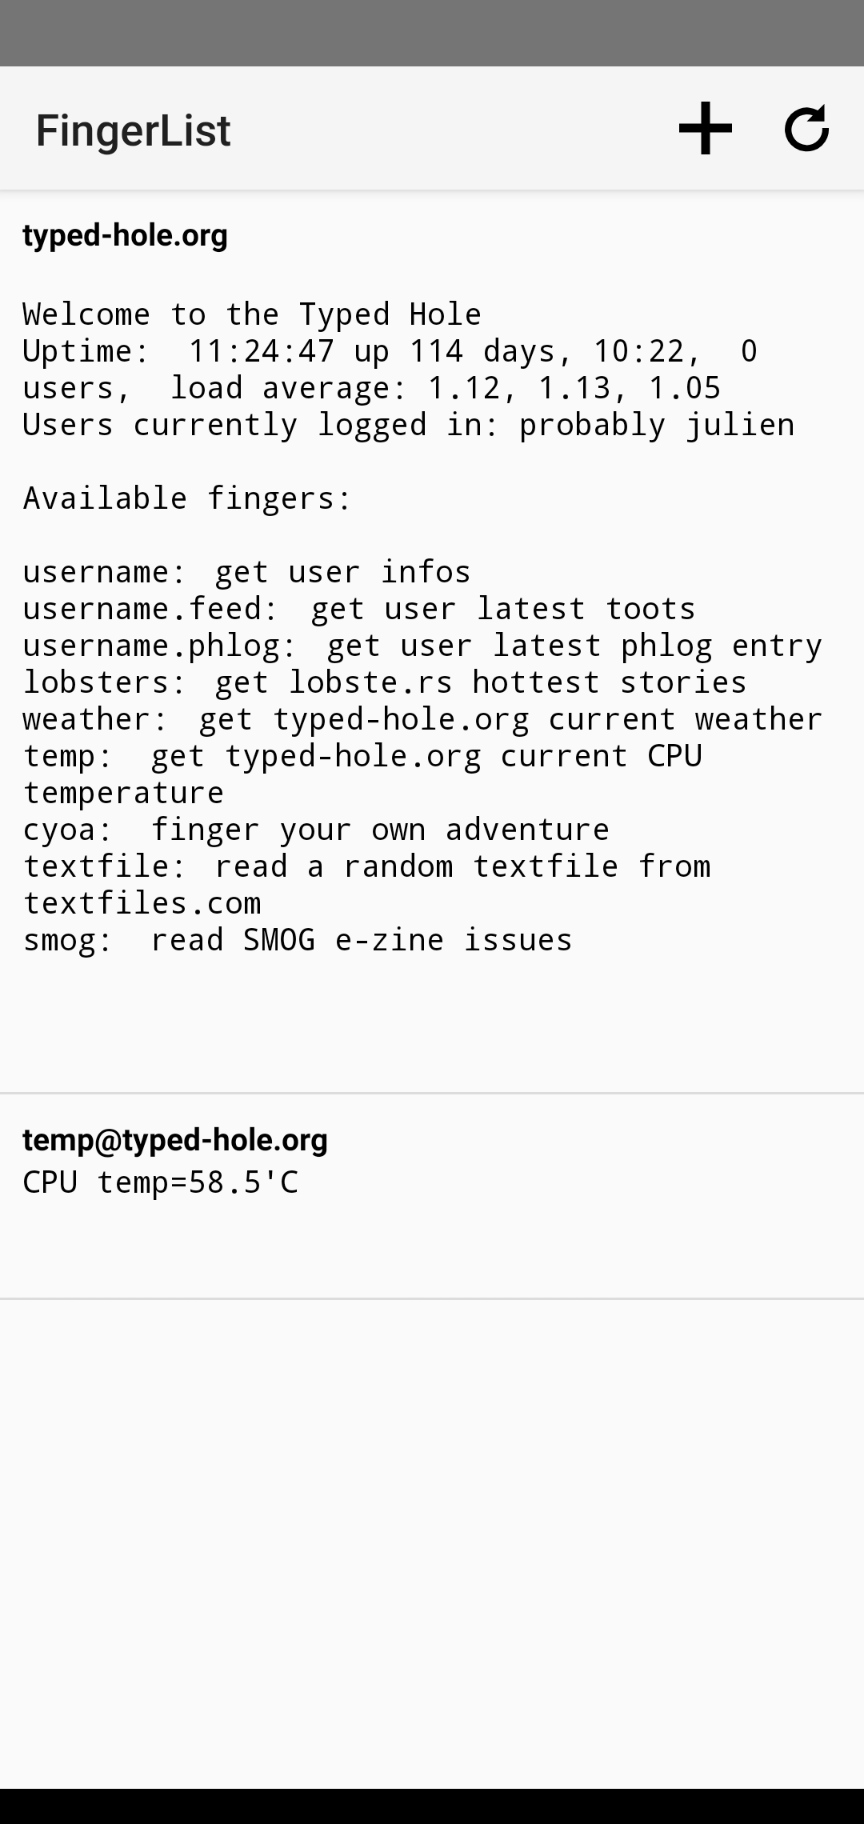 FingerList
typed-hole.org
Welcome to the Typed Hole
Uptime:  11:24:47 up 114 days, 10:22,  0
users,  load average: 1.12, 1.13, 1.05
Users currently logged in: probably julien
Available fingers:
username:  get user infos
username.feed:  get user latest toots
username.phlog:  get user latest phlog entry
lobsters:  get lobste.rs hottest stories
weather:  get typed-hole.org current weather
temp:  get typed-hole.org current CPU
temperature
cyoa:  finger your own adventure
textfile:  read a random textfile from
textfiles.com
smog:  read SMOG e-zine issues
temp@typed-hole.org
CPU temp=58.5'C